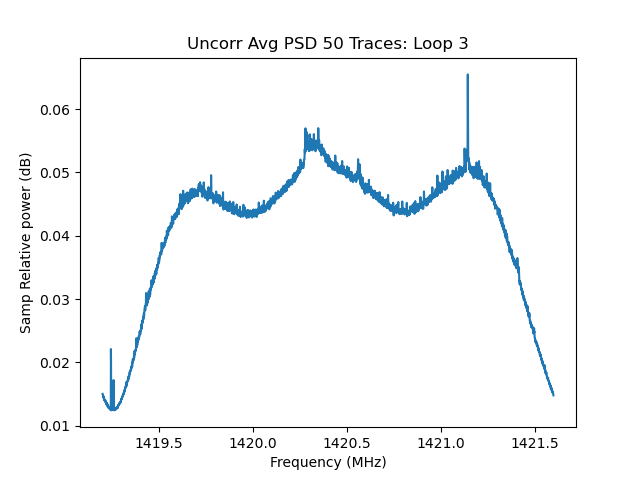 Uncorr Avg PSD 50 Traces: Loop 3
0.06
0.05
0.04
0.03
0.02
0.01
Samp Relative power (dB)
1419.5 1420.0 1420.5 1421.0 1421.5
Frequency (MHz)